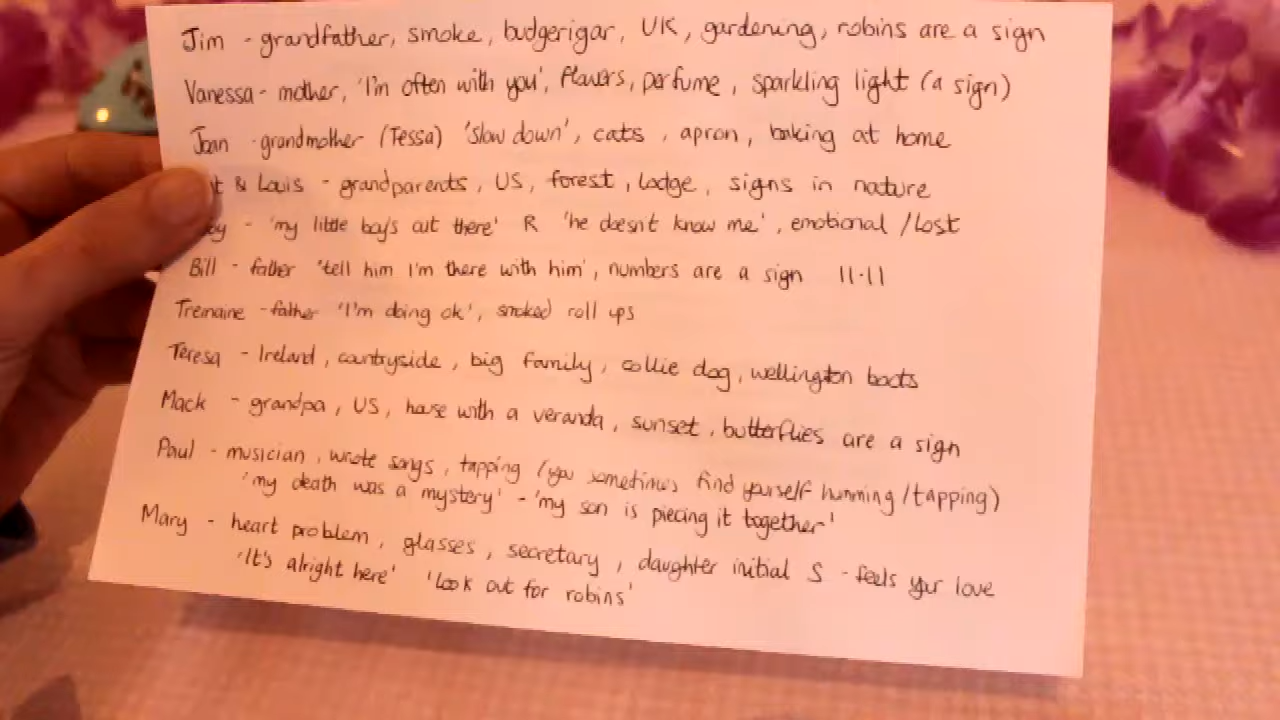 Jim - grandfather, smoke, budgerigar, UK, gardening, robins are a sign
Vanessa - mother, 'I'm often with you', flowers, perfume, sparkling light (a sign)
Joan - grandmother (Tessa) 'slow down', cats, apron, baking at home
& Louis - grandparents, US, forest, lodge, signs in nature
- 'my little boy's out there' R 'he doesn't know me', emotional / lost
Bill - father 'tell him I'm there with him', numbers are a sign 11.11
Tremaine - father 'I'm doing ok', smoked roll ups
Teresa - Ireland, countryside, big family, collie dog, wellington boots
Mack - grandpa, US, house with a veranda, sunset, butterflies are a sign
Paul - musician, wrote songs, tapping (you sometimes find yourself humming/tapping)
'my death was a mystery' - 'my son is piecing it together'
Mary - heart problem, glasses, secretary, daughter initial S - feels your love
'It's alright here' 'Look out for robins'